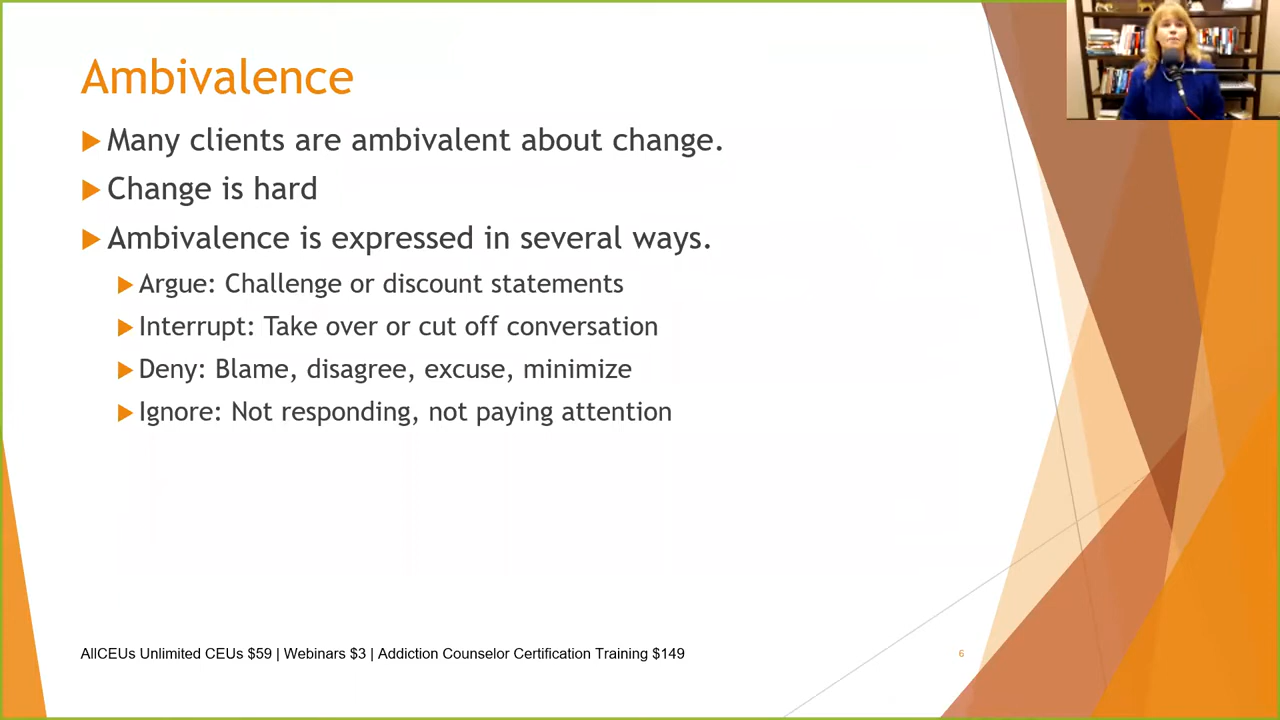 Ambivalence
Many clients are ambivalent about change.
Change is hard
Ambivalence is expressed in several ways.
Argue: Challenge or discount statements
Interrupt: Take over or cut off conversation
Deny: Blame, disagree, excuse, minimize
Ignore: Not responding, not paying attention
AllCEUs Unlimited CEUs $59 | Webinars $3 | Addiction Counselor Certification Training $149
6